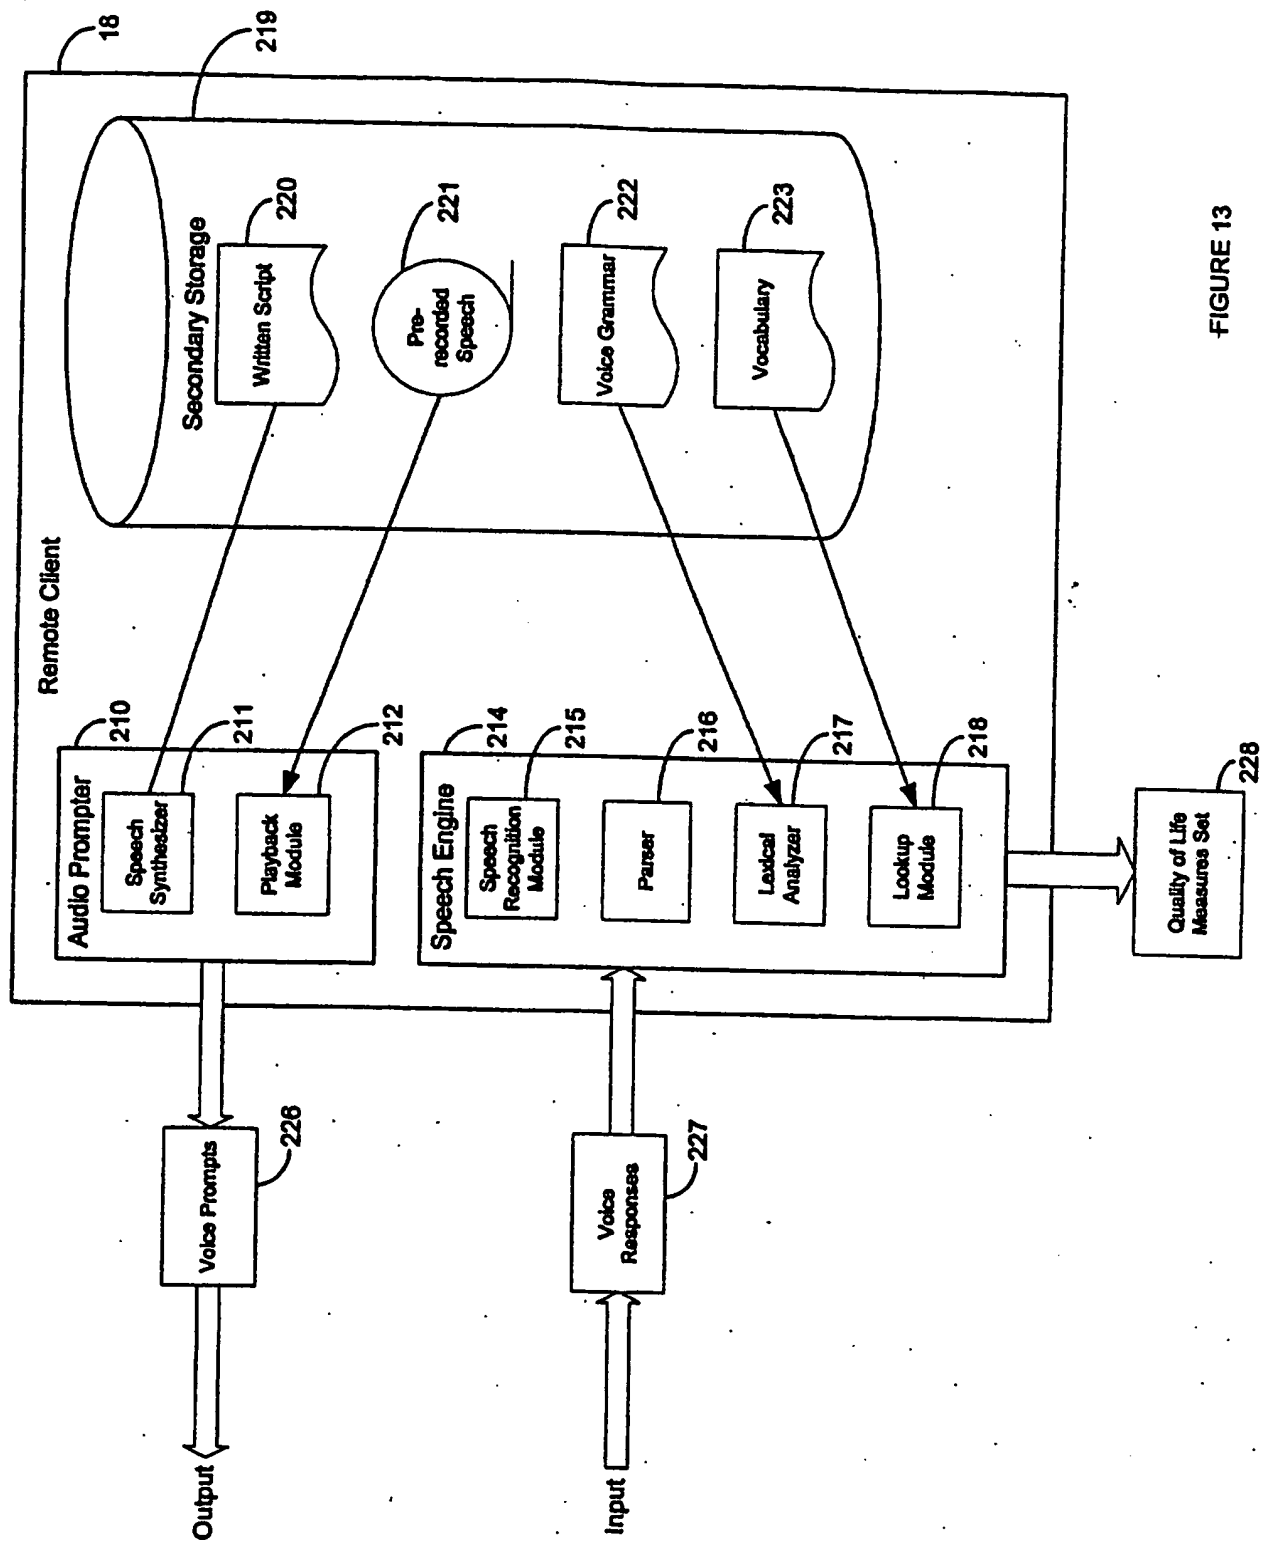 Remote Client
18
Audio Prompter
210
Speech
Synthesizer
211
Playback
Module
212
Speech Engine
214
Speech
Recognition
Module
215
Parser
216
Lexical
Analyzer
217
Lookup
Module
218
Secondary Storage
219
Written Script
220
Pre-
recorded
Speech
221
Voice Grammar
222
Vocabulary
223
Output
Voice Prompts
226
Input
Voice
Responses
227
Quality of Life
Measures Set
228
FIGURE 13